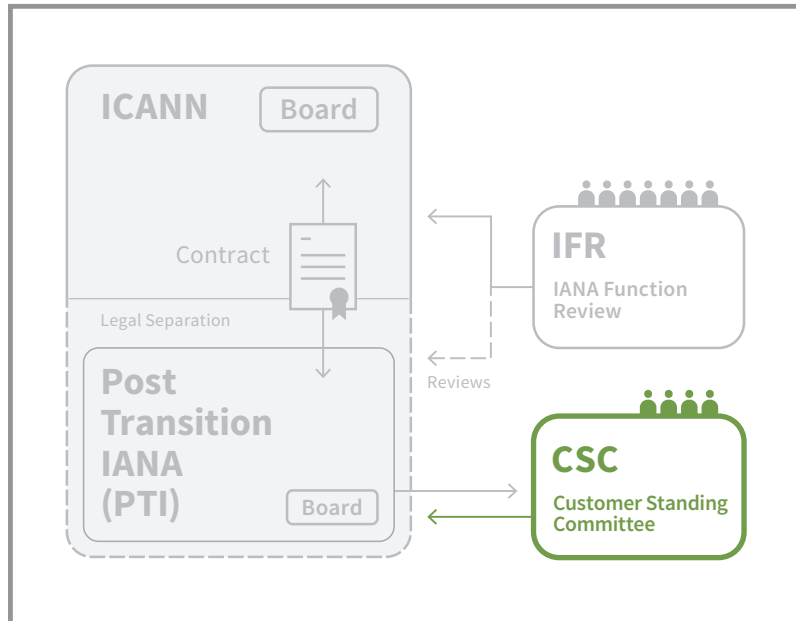 ICANN
Board
Contract
Legal Separation
Post
Transition
IANA
(PTI)
Board
Reviews
IFR
IANA Function
Review
CSC
Customer Standing
Committee